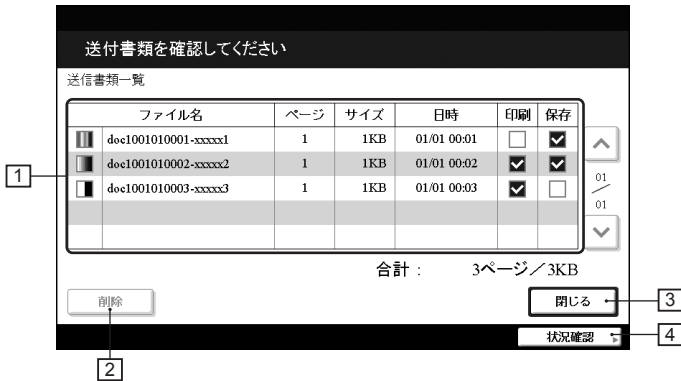 送付書類を確認してください
送信書類一覧
ファイル名 ページ サイズ 日時 印刷 保存
doc1001010001-xxxxx1 1 1KB 01/01 00:01
doc1001010002-xxxxx2 1 1KB 01/01 00:02
doc1001010003-xxxxx3 1 1KB 01/01 00:03
01
01
合計： 3ページ／3KB
削除
閉じる
状況確認
1
2
3
4